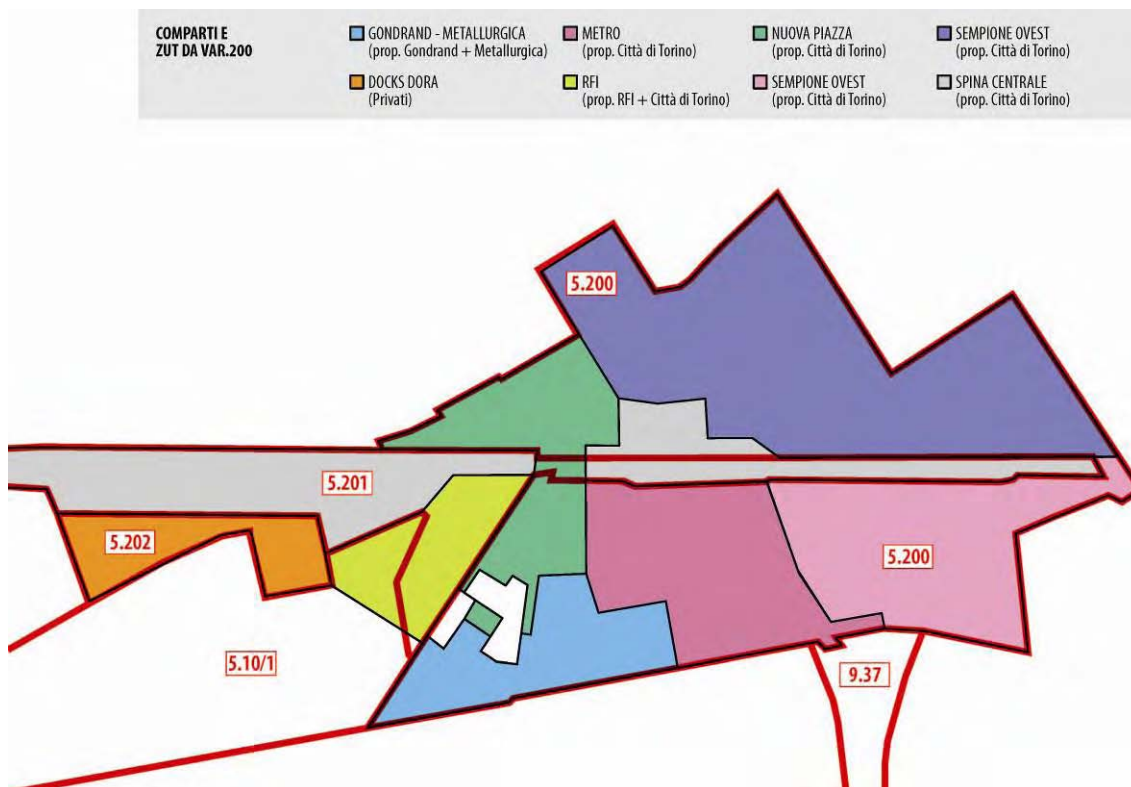 COMPARTI E
ZUT DA VAR.200
GONDRAND - METALLURGICA
(prop. Gondrand + Metallurgica)
METRO
(prop. Città di Torino)
NUOVA PIAZZA
(prop. Città di Torino)
SEMPIONE OVEST
(prop. Città di Torino)
DOCKS DORA
(Privati)
RFI
(prop. RFI + Città di Torino)
SEMPIONE OVEST
(prop. Città di Torino)
SPINA CENTRALE
(prop. Città di Torino)
5.200
5.201
5.202
5.200
5.10/1
9.37